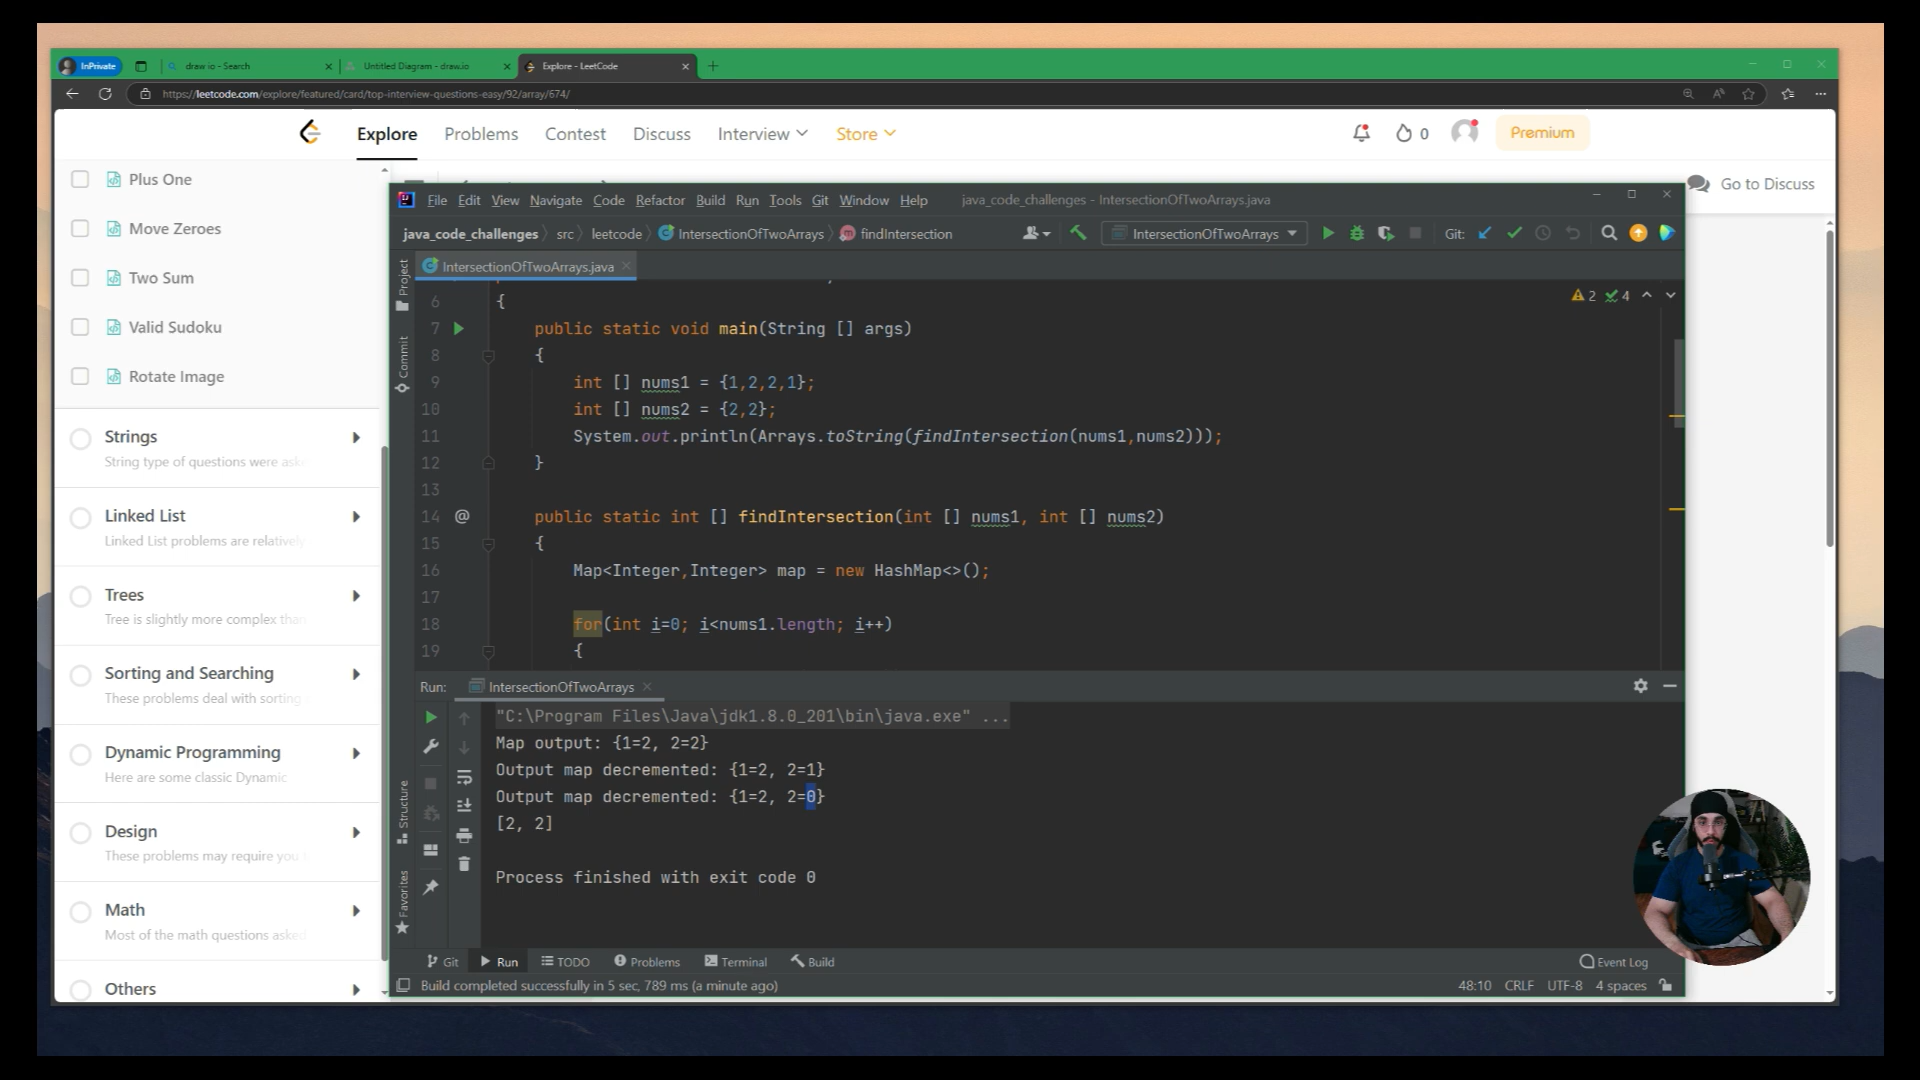 InPrivate
draw io - Search
Untitled Diagram - draw.io
Explore - LeetCode
https://leetcode.com/explore/featured/card/top-interview-questions-easy/92/array/674/
Explore
Problems
Contest
Discuss
Interview
Store
0
Premium
Go to Discuss
Plus One
Move Zeroes
Two Sum
Valid Sudoku
Rotate Image
Strings
String type of questions were aske
Linked List
Linked List problems are relatively
Trees
Tree is slightly more complex than
Sorting and Searching
These problems deal with sorting
Dynamic Programming
Here are some classic Dynamic
Design
These problems may require you
Math
Most of the math questions asked
Others
File Edit View Navigate Code Refactor Build Run Tools Git Window Help
java_code_challenges - IntersectionOfTwoArrays.java
java_code_challenges src leetcode IntersectionOfTwoArrays findIntersection
IntersectionOfTwoArrays
Git:
IntersectionOfTwoArrays.java
Project
Commit
Structure
Favorites
2 4
6 {
7 public static void main(String [] args)
8 {
9 int [] nums1 = {1,2,2,1};
10 int [] nums2 = {2,2};
11 System.out.println(Arrays.toString(findIntersection(nums1,nums2)));
12 }
13
14 @ public static int [] findIntersection(int [] nums1, int [] nums2)
15 {
16 Map<Integer,Integer> map = new HashMap<>();
17
18 for(int i=0; i<nums1.length; i++)
19 {
Run: IntersectionOfTwoArrays
"C:\Program Files\Java\jdk1.8.0_201\bin\java.exe" ...
Map output: {1=2, 2=2}
Output map decremented: {1=2, 2=1}
Output map decremented: {1=2, 2=0}
[2, 2]
Process finished with exit code 0
Git Run TODO Problems Terminal Build
Event Log
Build completed successfully in 5 sec, 789 ms (a minute ago)
48:10 CRLF UTF-8 4 spaces